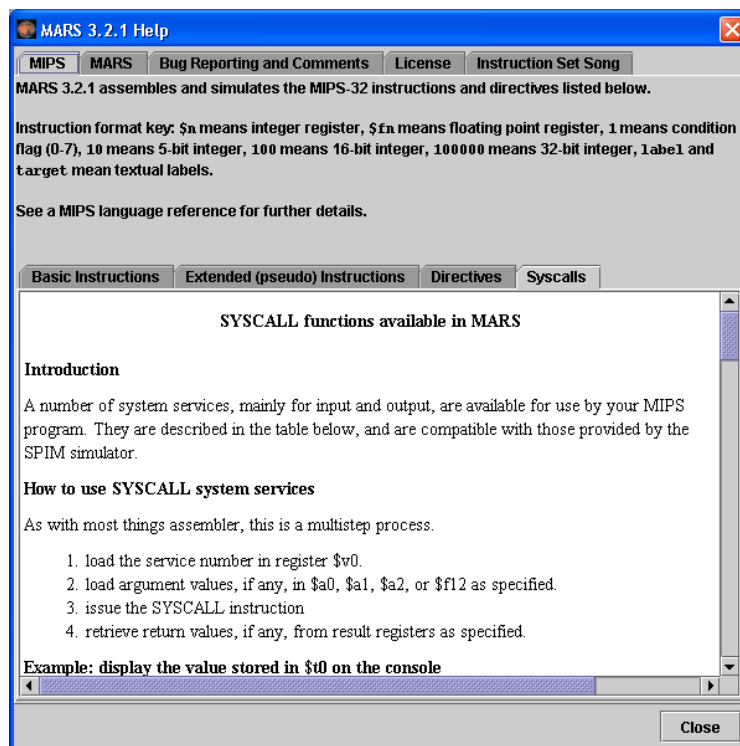 MARS 3.2.1 Help
MIPS MARS Bug Reporting and Comments License Instruction Set Song
MARS 3.2.1 assembles and simulates the MIPS-32 instructions and directives listed below.
Instruction format key: $n means integer register, $fn means floating point register, 1 means condition
flag (0-7), 10 means 5-bit integer, 100 means 16-bit integer, 100000 means 32-bit integer, label and
target mean textual labels.
See a MIPS language reference for further details.
Basic Instructions Extended (pseudo) Instructions Directives Syscalls
SYSCALL functions available in MARS
Introduction
A number of system services, mainly for input and output, are available for use by your MIPS
program. They are described in the table below, and are compatible with those provided by the
SPIM simulator.
How to use SYSCALL system services
As with most things assembler, this is a multistep process.
1. load the service number in register $v0.
2. load argument values, if any, in $a0, $a1, $a2, or $f12 as specified.
3. issue the SYSCALL instruction
4. retrieve return values, if any, from result registers as specified.
Example: display the value stored in $t0 on the console
Close